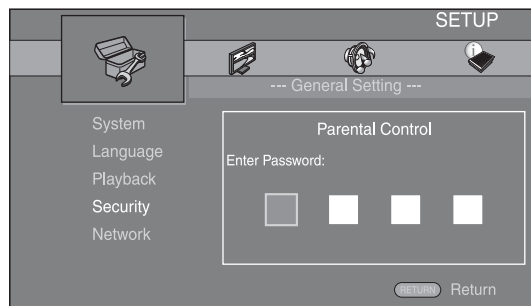 SETUP
--- General Setting ---
System
Language
Playback
Security
Network
Parental Control
Enter Password:
RETURN Return